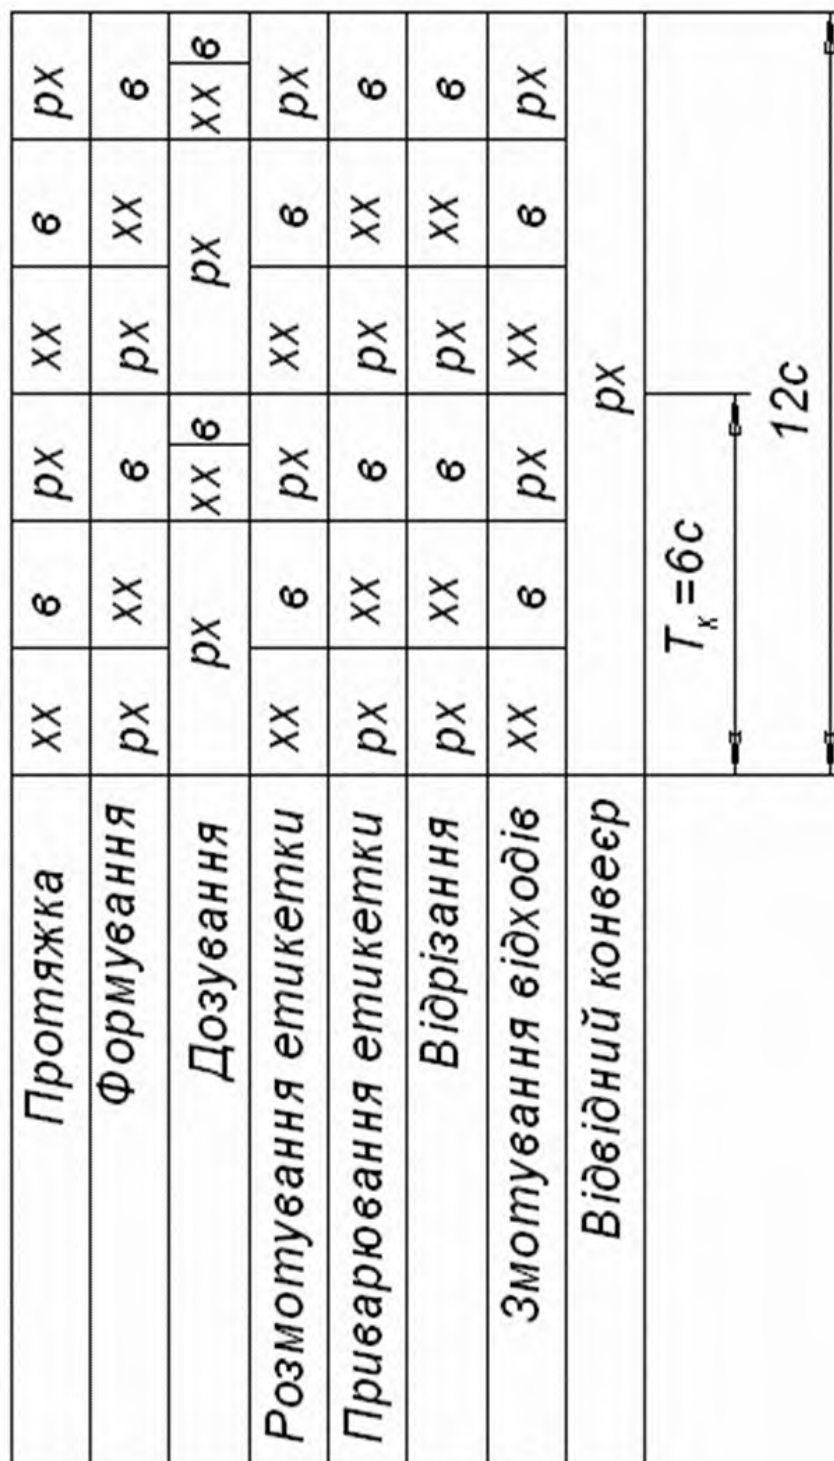 Протяжка хх в рх хх в рх
Формування рх хх в рх хх в
Дозування рх хх в рх хх в
Розмотування етикетки хх в рх хх в рх
Приварювання етикетки рх хх в рх хх в
Відрізання рх хх в рх хх в
Змотування відходів хх в рх хх в рх
Відвідний конвеєр рх
Tк=6с
12с